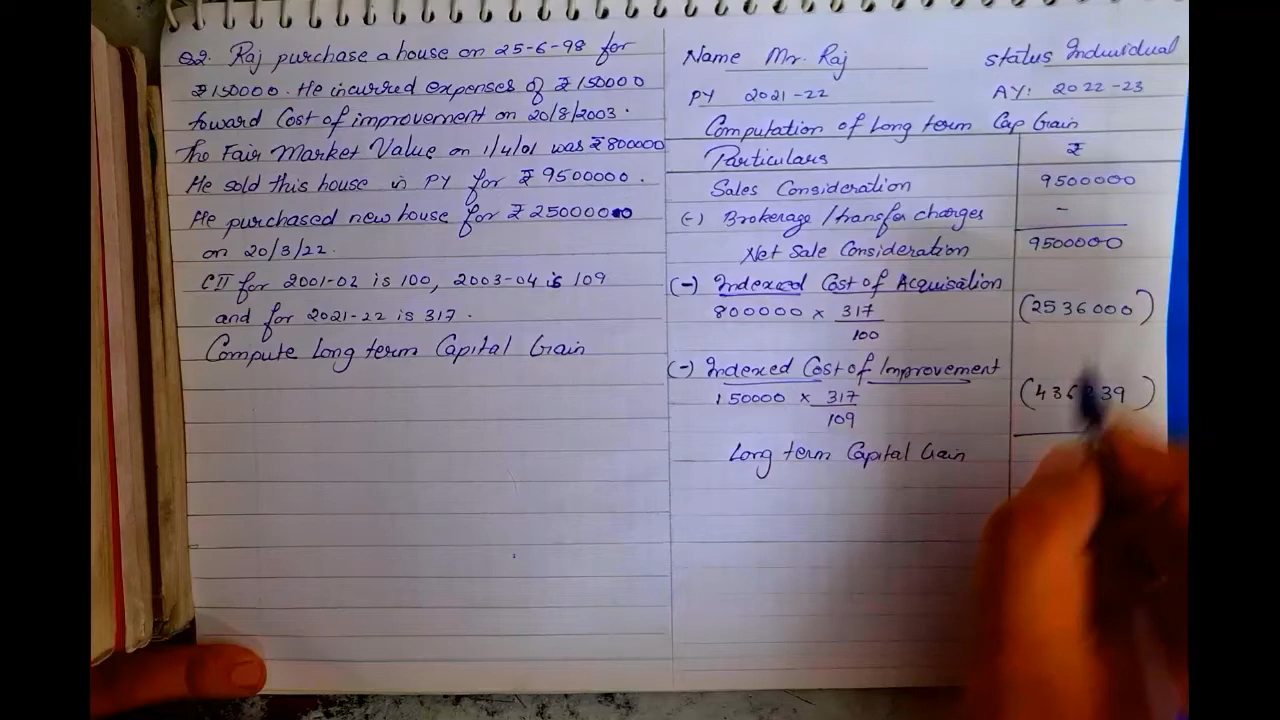 Q2. Raj purchase a house on 25-6-98 for
₹150000. He incurred expenses of ₹150000
toward Cost of improvement on 20/8/2003.
The Fair Market Value on 1/4/01 was ₹800000
He sold this house in PY for ₹9500000.
He purchased new house for ₹2500000
on 20/3/22.
CII for 2001-02 is 100, 2003-04 is 109
and for 2021-22 is 317.
Compute Long term Capital Gain
Name Mr. Raj status Individual
PY 2021-22 AY: 2022-23
Computation of Long term Cap Gain
Particulars ₹
Sales Consideration 9500000
(-) Brokerage/transfer charges -
Net Sale Consideration 9500000
(-) Indexed Cost of Acquisation
800000 × 317 (2536000)
100
(-) Indexed Cost of Improvement
150000 × 317
109
Long term Capital Gain